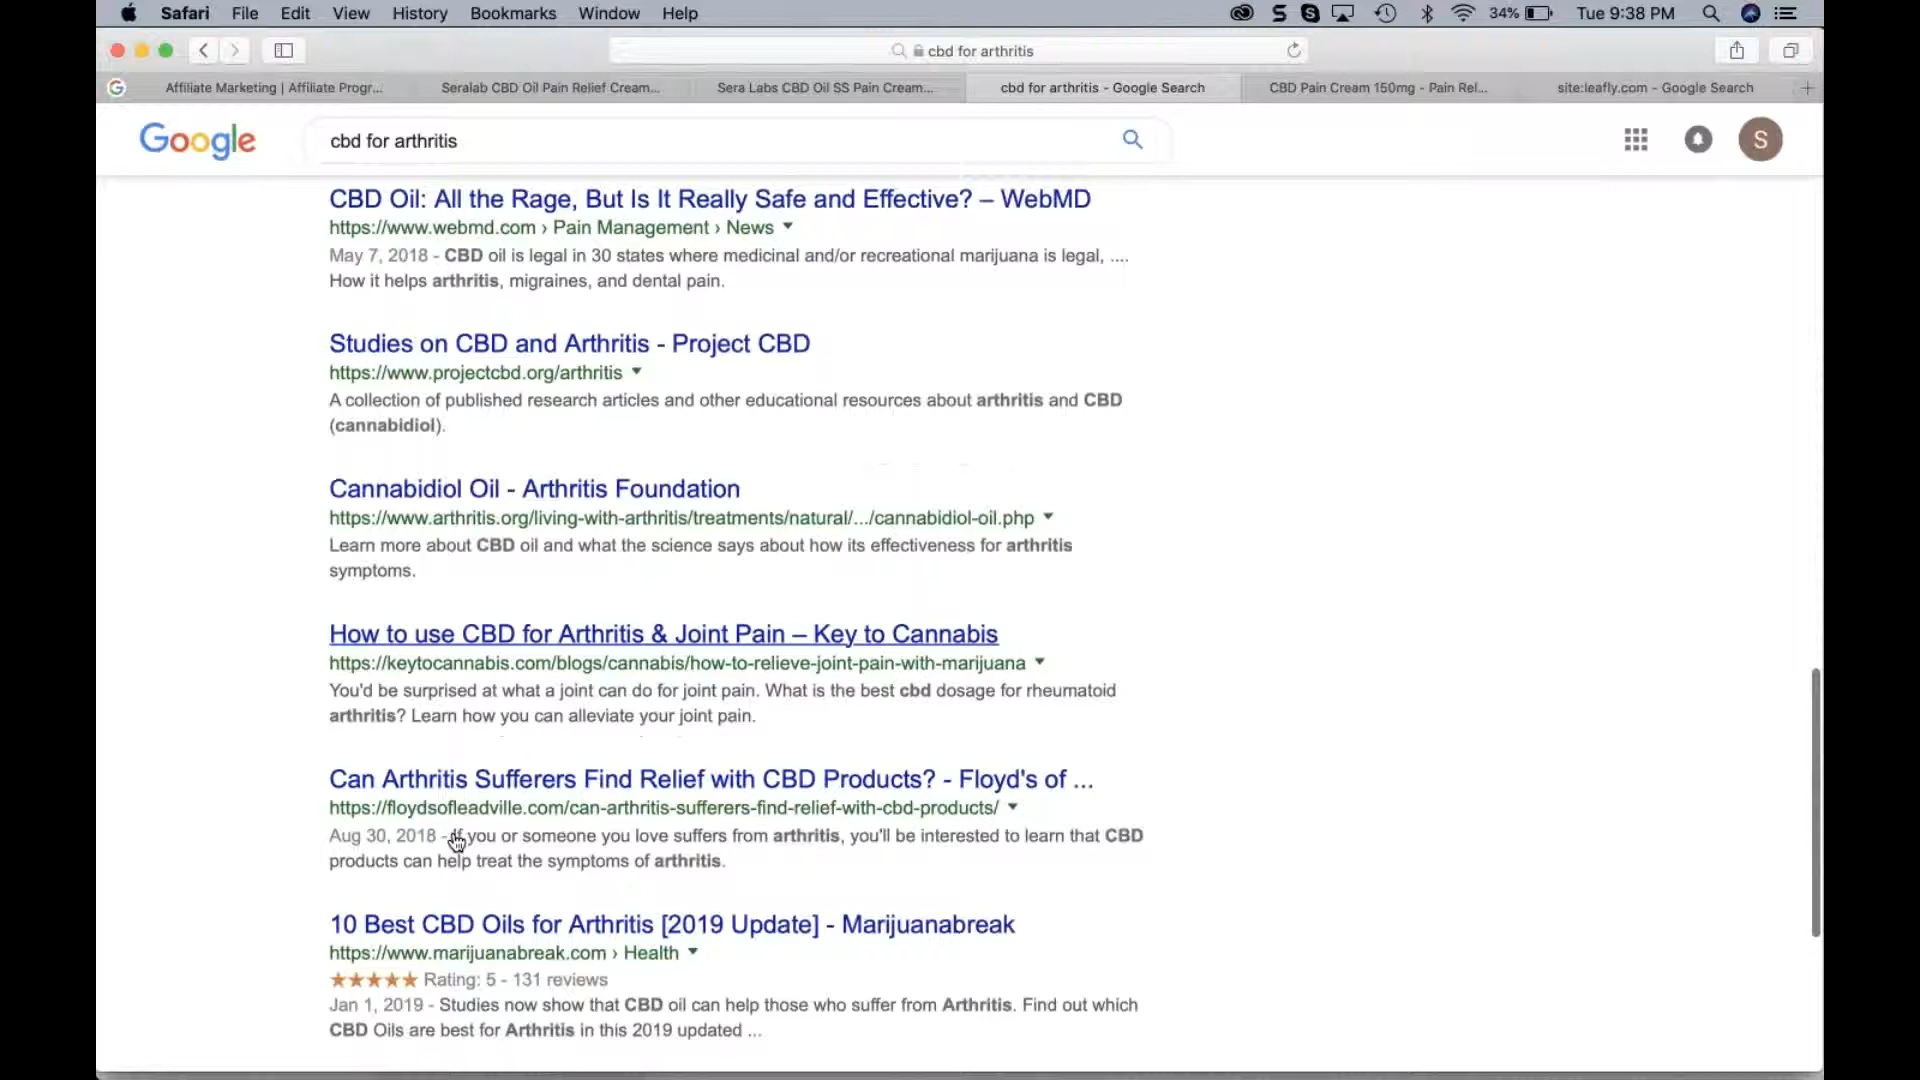 Safari File Edit View History Bookmarks Window Help 34% Tue 9:38 PM
cbd for arthritis
Affiliate Marketing | Affiliate Progr... Seralab CBD Oil Pain Relief Cream... Sera Labs CBD Oil SS Pain Cream... cbd for arthritis - Google Search CBD Pain Cream 150mg - Pain Rel... site:leafly.com - Google Search
Google cbd for arthritis S
CBD Oil: All the Rage, But Is It Really Safe and Effective? – WebMD
https://www.webmd.com › Pain Management › News
May 7, 2018 - CBD oil is legal in 30 states where medicinal and/or recreational marijuana is legal, ....
How it helps arthritis, migraines, and dental pain.
Studies on CBD and Arthritis - Project CBD
https://www.projectcbd.org/arthritis
A collection of published research articles and other educational resources about arthritis and CBD
(cannabidiol).
Cannabidiol Oil - Arthritis Foundation
https://www.arthritis.org/living-with-arthritis/treatments/natural/.../cannabidiol-oil.php
Learn more about CBD oil and what the science says about how its effectiveness for arthritis
symptoms.
How to use CBD for Arthritis & Joint Pain – Key to Cannabis
https://keytocannabis.com/blogs/cannabis/how-to-relieve-joint-pain-with-marijuana
You'd be surprised at what a joint can do for joint pain. What is the best cbd dosage for rheumatoid
arthritis? Learn how you can alleviate your joint pain.
Can Arthritis Sufferers Find Relief with CBD Products? - Floyd's of ...
https://floydsofleadville.com/can-arthritis-sufferers-find-relief-with-cbd-products/
Aug 30, 2018 - If you or someone you love suffers from arthritis, you'll be interested to learn that CBD
products can help treat the symptoms of arthritis.
10 Best CBD Oils for Arthritis [2019 Update] - Marijuanabreak
https://www.marijuanabreak.com › Health
★★★★★ Rating: 5 - 131 reviews
Jan 1, 2019 - Studies now show that CBD oil can help those who suffer from Arthritis. Find out which
CBD Oils are best for Arthritis in this 2019 updated ...